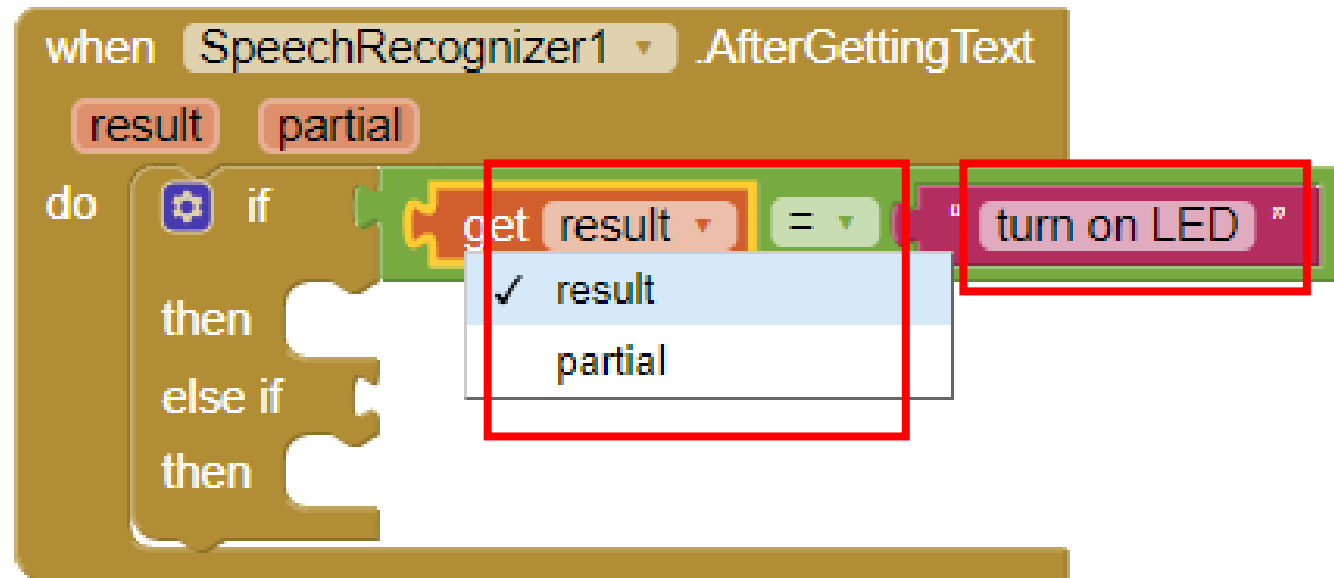 when SpeechRecognizer1 .AfterGettingText
result partial
do if get result = " turn on LED "
✓ result
partial
then
else if
then